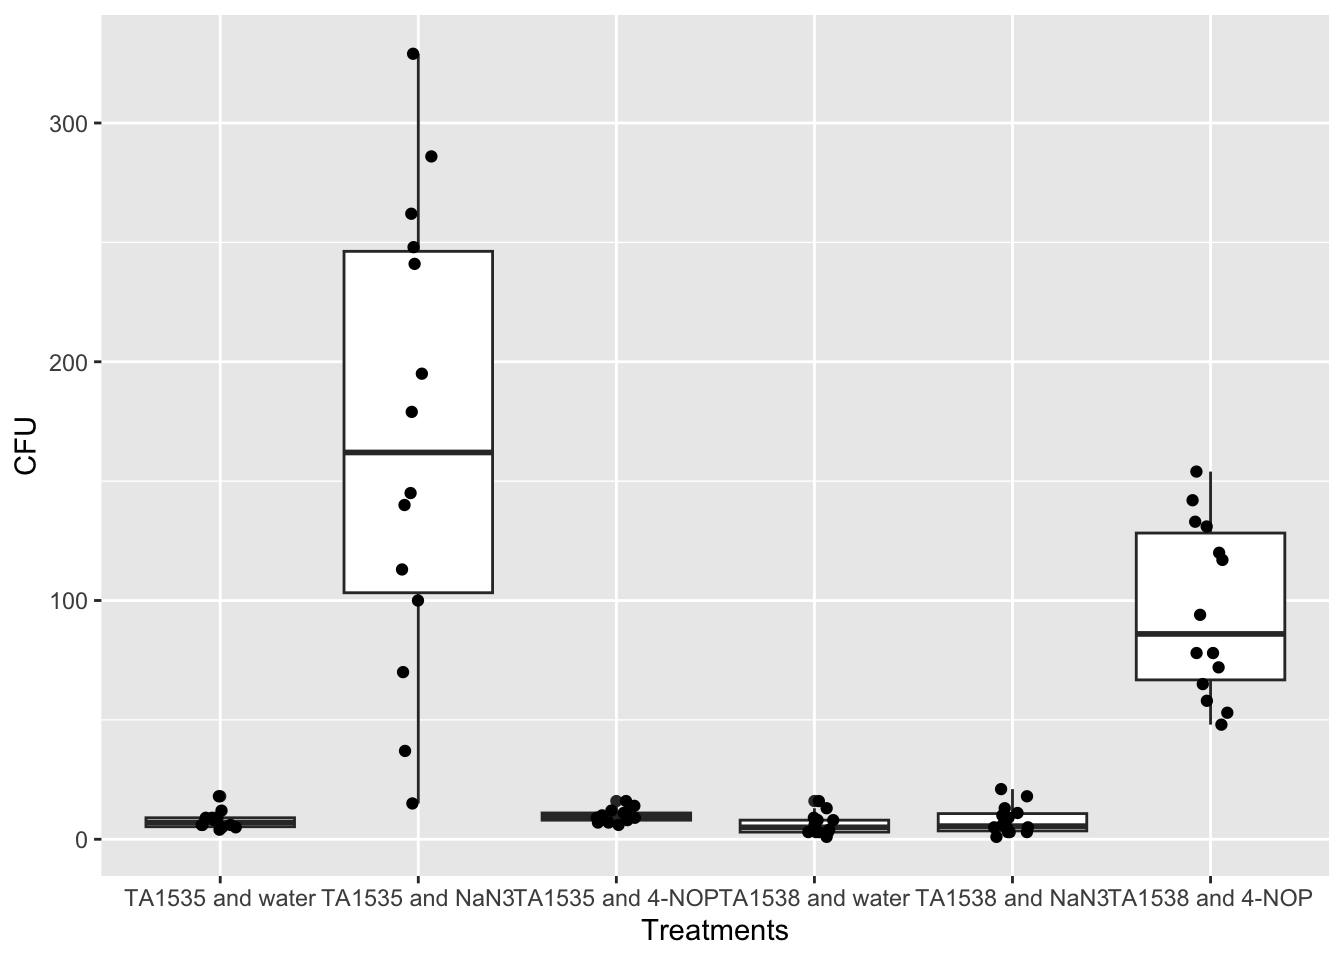 300
200
100
0
CFU
TA1535 and water TA1535 and NaN3 TA1535 and 4-NOP TA1538 and water TA1538 and NaN3 TA1538 and 4-NOP
Treatments